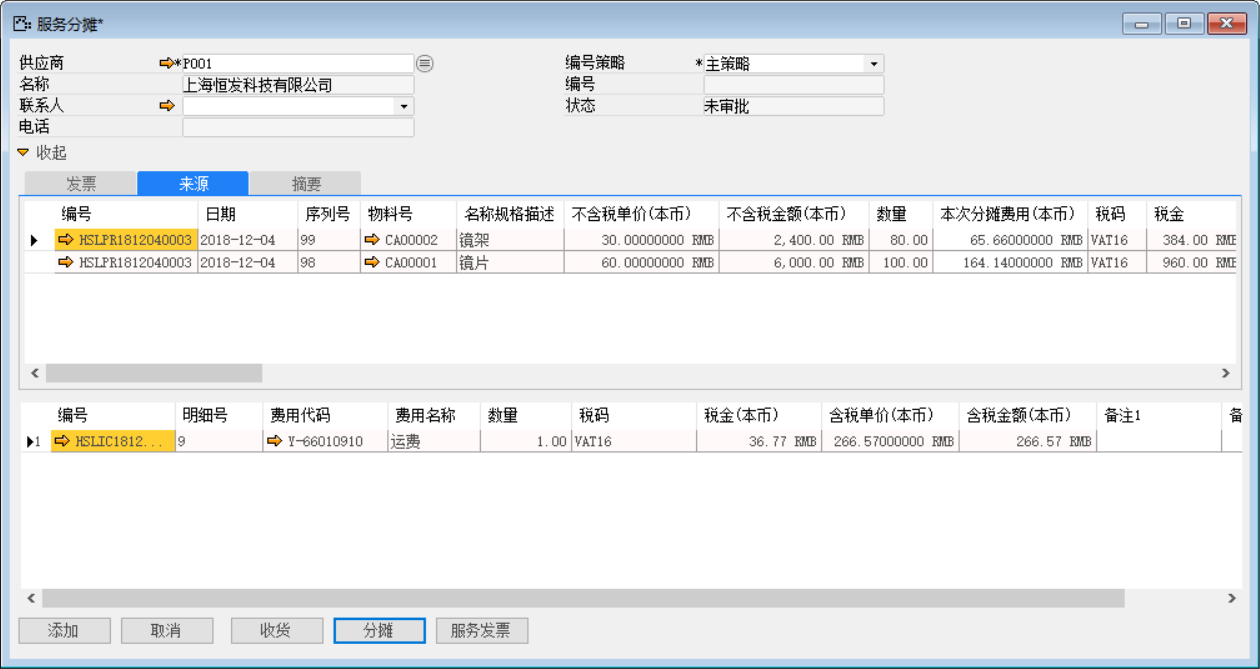 服务分摊*
供应商 *P001 编号策略 *主策略
名称 上海恒发科技有限公司 编号
联系人 状态 未审批
电话
收起
发票 来源 摘要
编号 日期 序列号 物料号 名称规格描述 不含税单价(本币) 不含税金额(本币) 数量 本次分摊费用(本币) 税码 税金
HSLPR1812040003 2018-12-04 99 CA00002 镜架 30.00000000 RMB 2,400.00 RMB 80.00 65.66000000 RMB VAT16 384.00 RMB
HSLPR1812040003 2018-12-04 98 CA00001 镜片 60.00000000 RMB 6,000.00 RMB 100.00 164.14000000 RMB VAT16 960.00 RMB
编号 明细号 费用代码 费用名称 数量 税码 税金(本币) 含税单价(本币) 含税金额(本币) 备注1 备
1 HSLIC1812... 9 Y-66010910 运费 1.00 VAT16 36.77 RMB 266.57000000 RMB 266.57 RMB
添加 取消 收货 分摊 服务发票